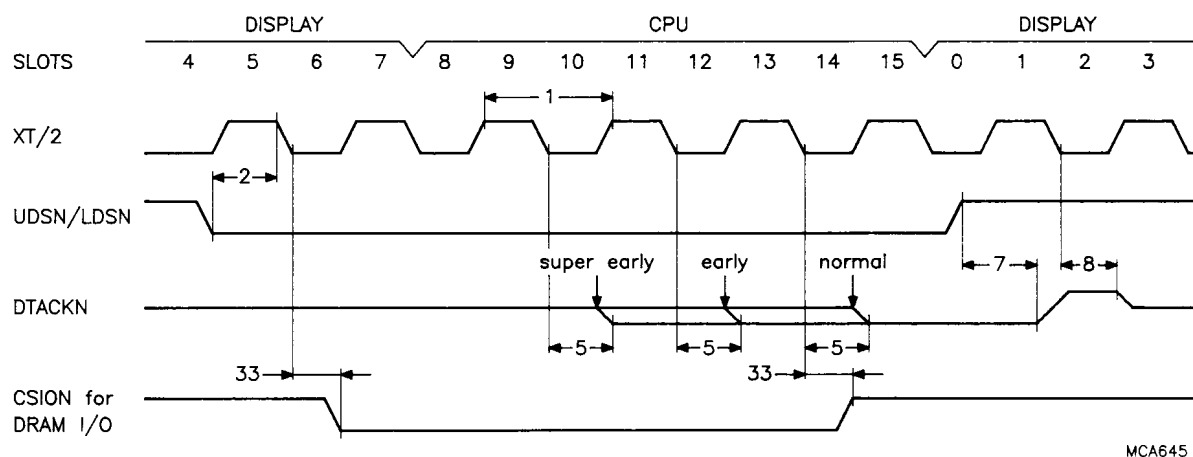 DISPLAY CPU DISPLAY
SLOTS 4 5 6 7 8 9 10 11 12 13 14 15 0 1 2 3
1
XT/2
2
UDSN/LDSN
super early early normal 7 8
DTACKN
5 5 5
33 33
CSION for
DRAM I/O
MCA645